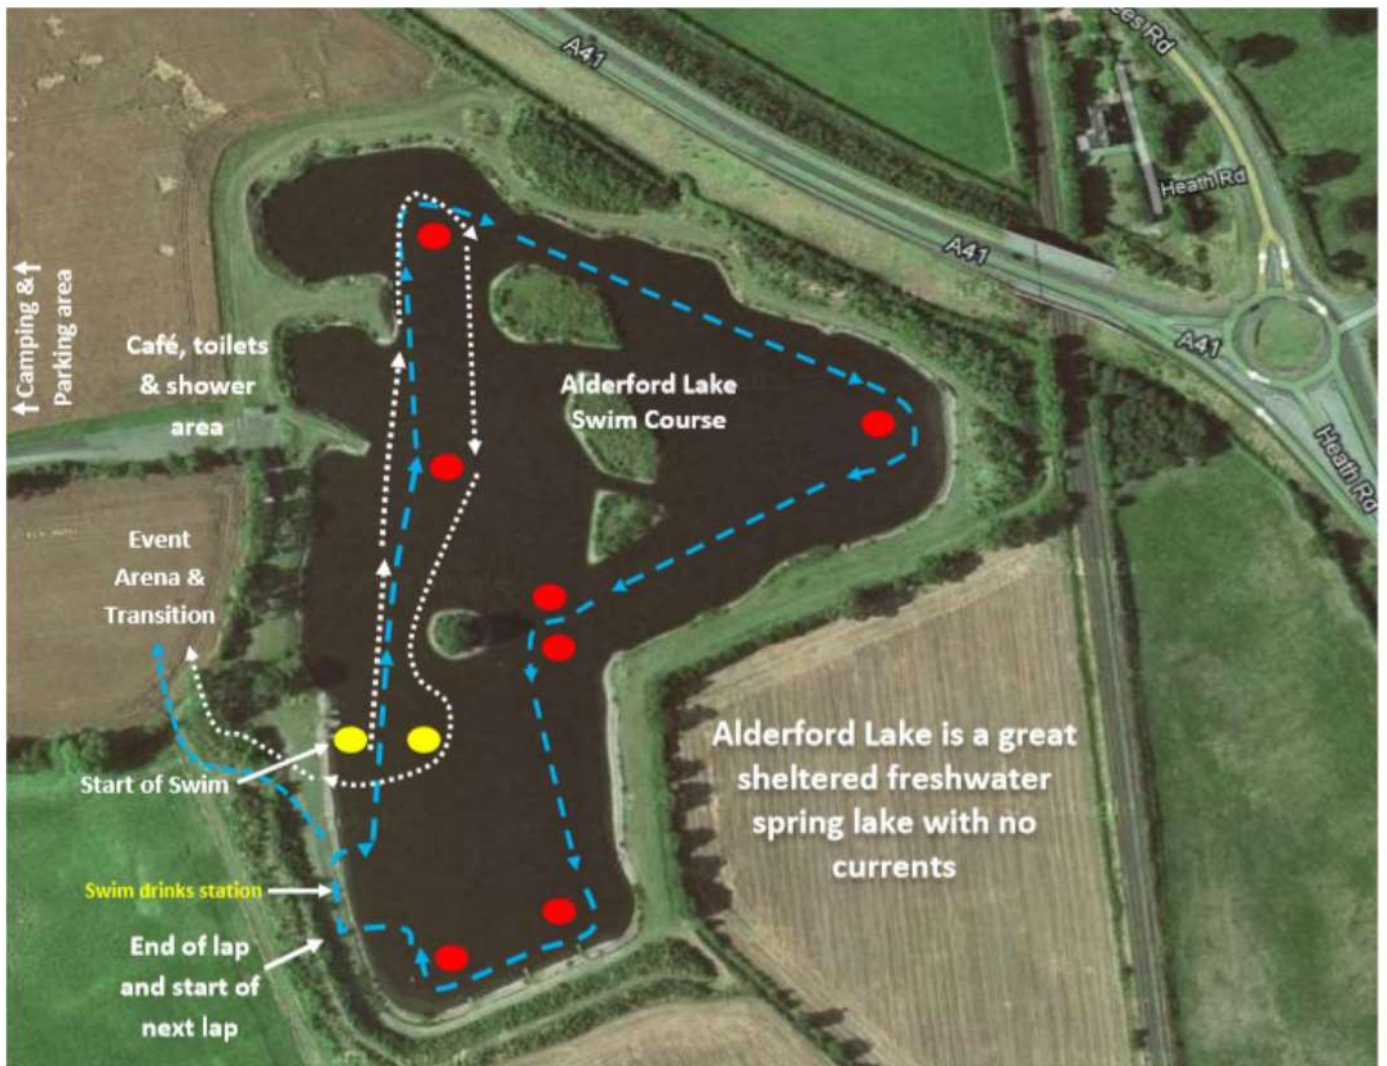 A41
ces Rd
Heath Rd
A41
A41
Heath Rd
↑Camping &↑
Parking area
Café, toilets
& shower
area
Alderford Lake
Swim Course
Event
Arena &
Transition
Start of Swim
Alderford Lake is a great
sheltered freshwater
spring lake with no
currents
Swim drinks station
End of lap
and start of
next lap